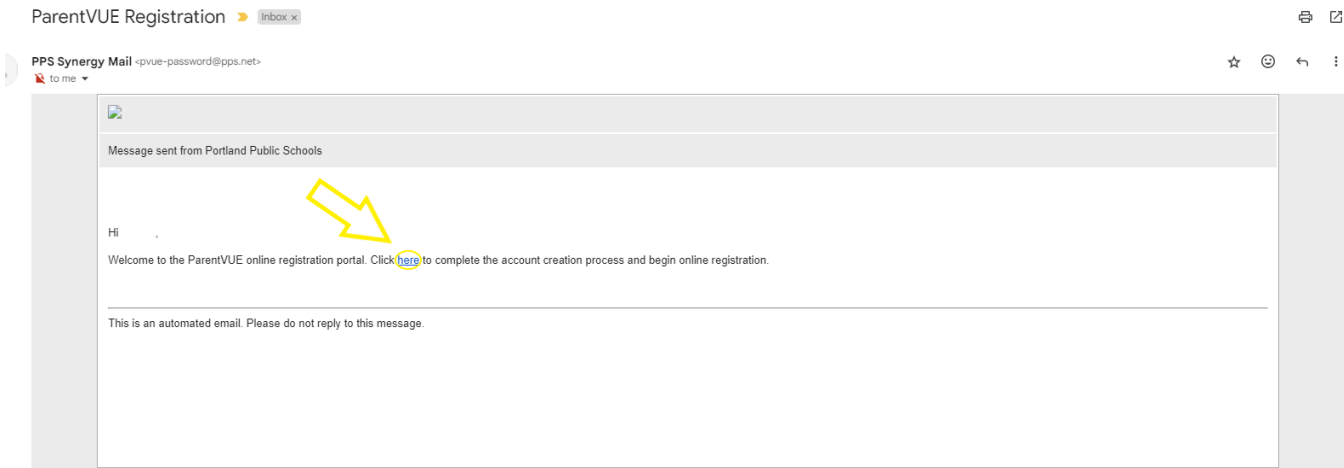 ParentVUE Registration Inbox x
PPS Synergy Mail <pvue-password@pps.net>
to me
Message sent from Portland Public Schools
Hi ,
Welcome to the ParentVUE online registration portal. Click here to complete the account creation process and begin online registration.
This is an automated email. Please do not reply to this message.